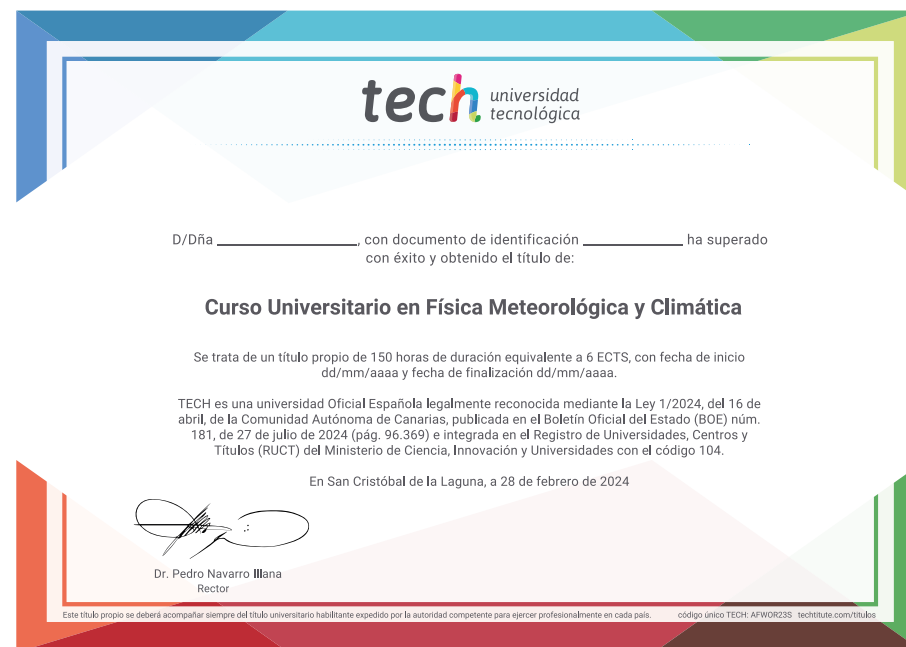 tech universidad
tecnológica
D/Dña ____________________, con documento de identificación ______________ ha superado
con éxito y obtenido el título de:
Curso Universitario en Física Meteorológica y Climática
Se trata de un título propio de 150 horas de duración equivalente a 6 ECTS, con fecha de inicio
dd/mm/aaaa y fecha de finalización dd/mm/aaaa.
TECH es una universidad Oficial Española legalmente reconocida mediante la Ley 1/2024, del 16 de
abril, de la Comunidad Autónoma de Canarias, publicada en el Boletín Oficial del Estado (BOE) núm.
181, de 27 de julio de 2024 (pág. 96.369) e integrada en el Registro de Universidades, Centros y
Títulos (RUCT) del Ministerio de Ciencia, Innovación y Universidades con el código 104.
En San Cristóbal de la Laguna, a 28 de febrero de 2024
Dr. Pedro Navarro Illana
Rector
Este título propio se deberá acompañar siempre del título universitario habilitante expedido por la autoridad competente para ejercer profesionalmente en cada país. código único TECH: AFWOR23S techtitute.com/titulos